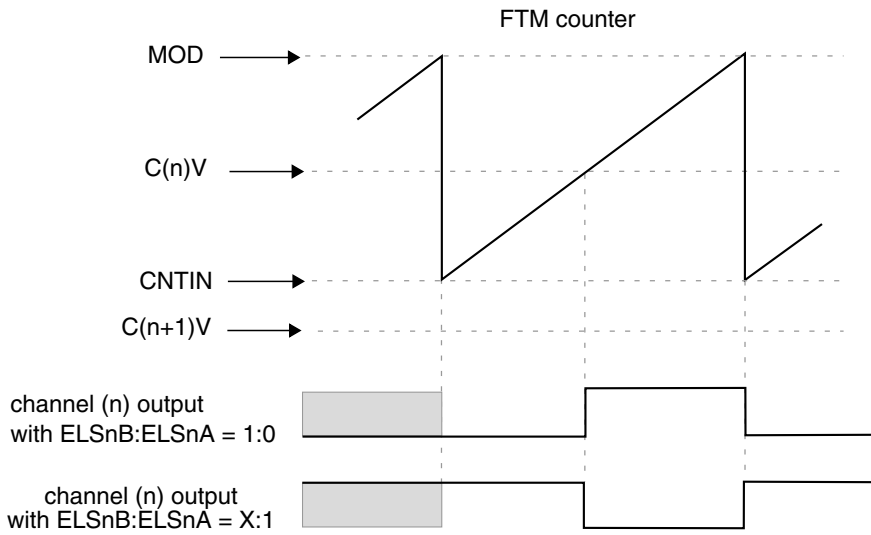 FTM counter
MOD
C(n)V
CNTIN
C(n+1)V
channel (n) output
with ELSnB:ELSnA = 1:0
channel (n) output
with ELSnB:ELSnA = X:1